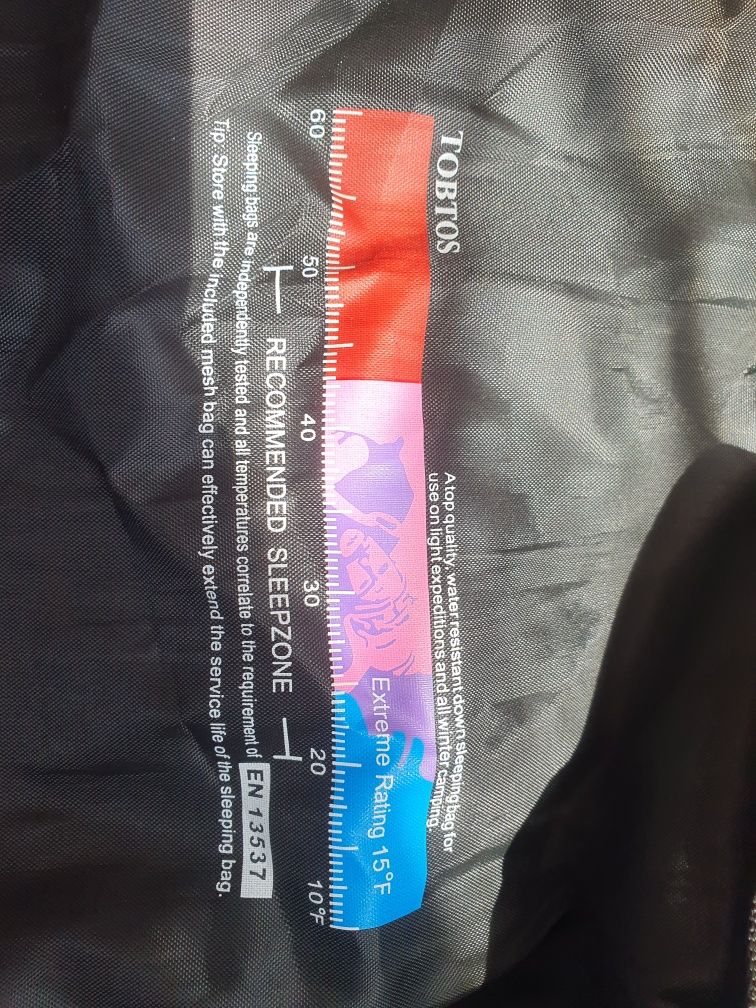 TOBTOS
A top quality, water resistant down sleeping bag for
use on light expeditions and all winter camping.
Extreme Rating 15°F
60 50 40 30 20 10°F
RECOMMENDED SLEEPZONE
Sleeping bags are independently tested and all temperatures correlate to the requirement of EN 13537
Tip: Store with the included mesh bag can effectively extend the service life of the sleeping bag.